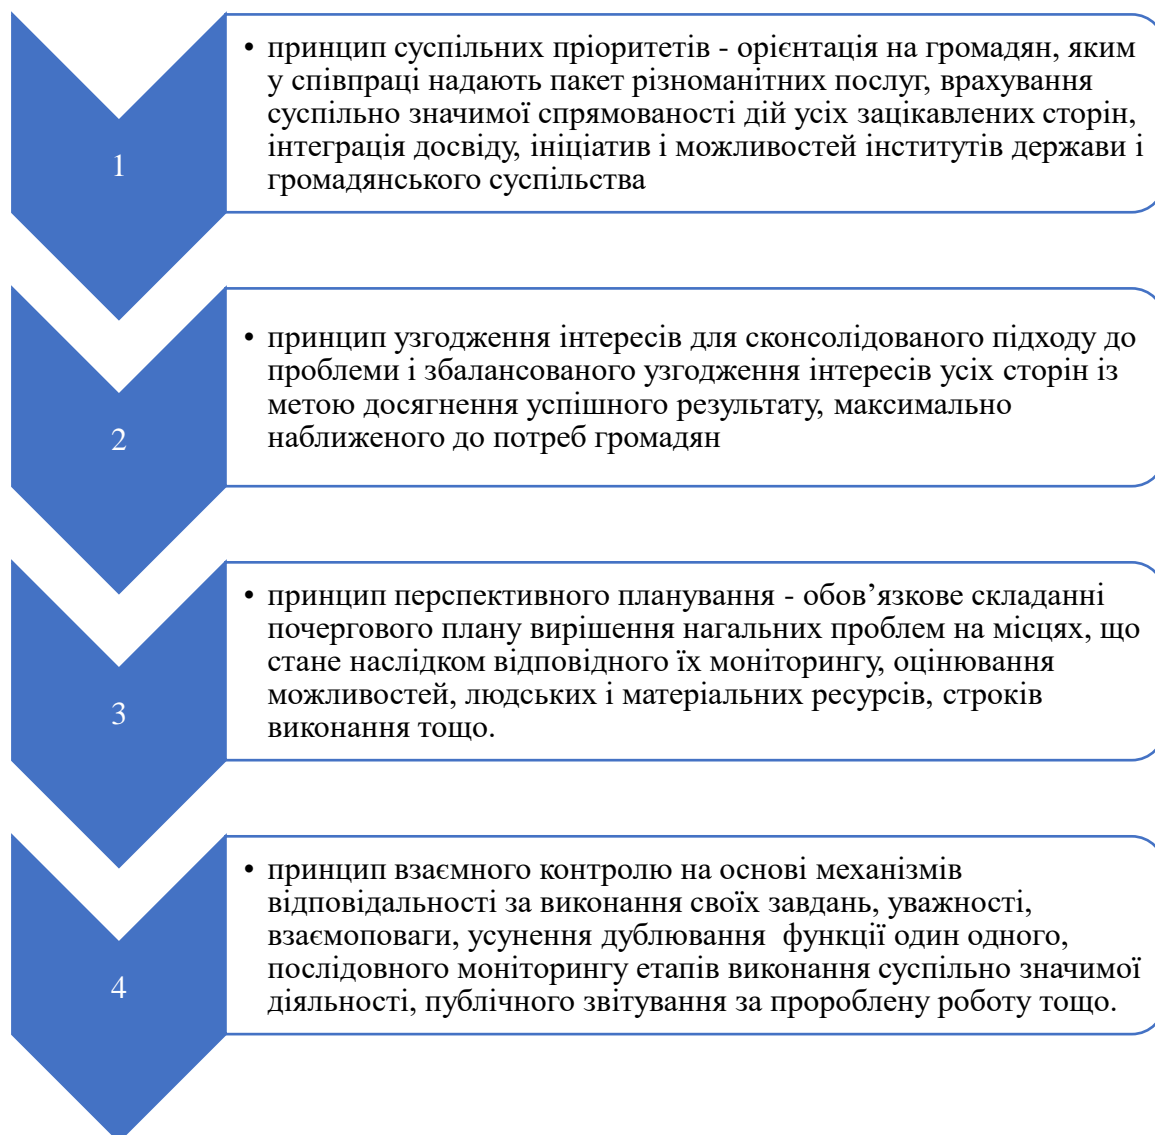 1
• принцип суспільних пріоритетів - орієнтація на громадян, яким
у співпраці надають пакет різноманітних послуг, врахування
суспільно значимої спрямованості дій усіх зацікавлених сторін,
інтеграція досвіду, ініціатив і можливостей інститутів держави і
громадянського суспільства
2
• принцип узгодження інтересів для сконсолідованого підходу до
проблеми і збалансованого узгодження інтересів усіх сторін із
метою досягнення успішного результату, максимально
наближеного до потреб громадян
3
• принцип перспективного планування - обов’язкове складанні
почергового плану вирішення нагальних проблем на місцях, що
стане наслідком відповідного їх моніторингу, оцінювання
можливостей, людських і матеріальних ресурсів, строків
виконання тощо.
4
• принцип взаємного контролю на основі механізмів
відповідальності за виконання своїх завдань, уважності,
взаємоповаги, усунення дублювання  функції один одного,
послідовного моніторингу етапів виконання суспільно значимої
діяльності, публічного звітування за пророблену роботу тощо.